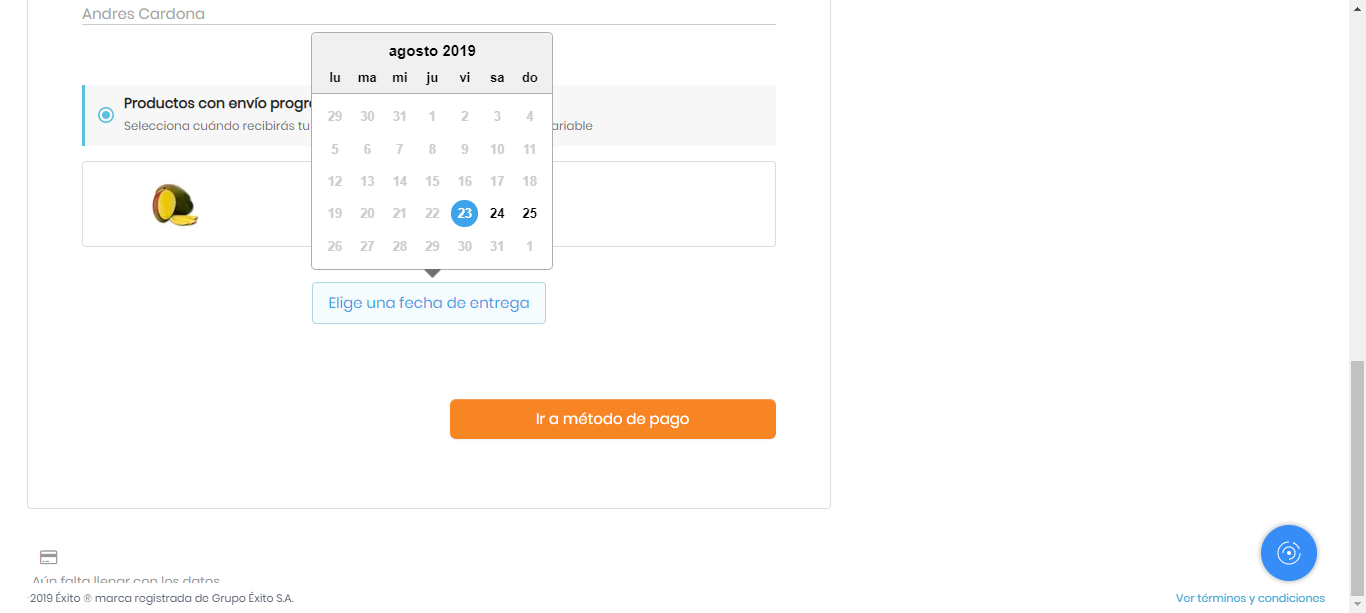 Andres Cardona
agosto 2019
lu ma mi ju vi sa do
29 30 31 1 2 3 4
5 6 7 8 9 10 11
12 13 14 15 16 17 18
19 20 21 22 23 24 25
26 27 28 29 30 31 1
Productos con envío progr
Selecciona cuándo recibirás tu ariable
Elige una fecha de entrega
Ir a método de pago
Aún falta llenar con los datos
2019 Éxito ® marca registrada de Grupo Éxito S.A.
Ver términos y condiciones